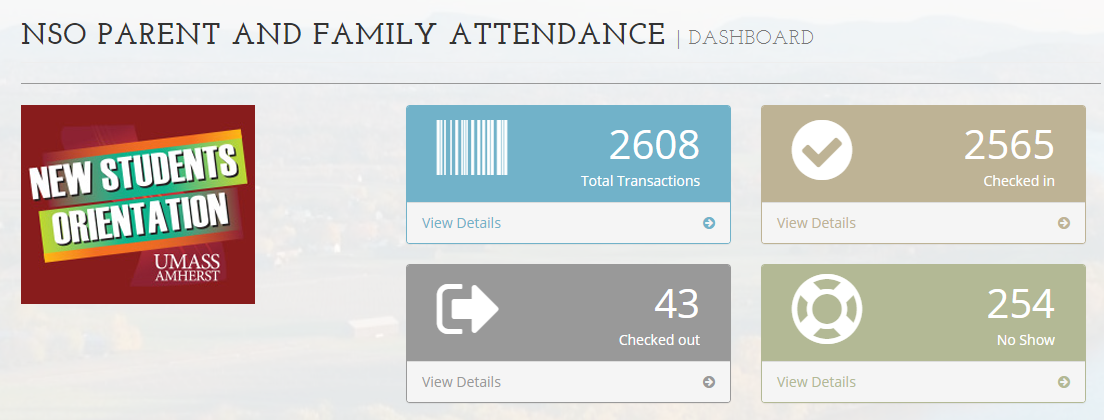 NSO PARENT AND FAMILY ATTENDANCE | DASHBOARD
NEW STUDENTS
ORIENTATION
UMASS
AMHERST
2608
Total Transactions
View Details
2565
Checked in
View Details
43
Checked out
View Details
254
No Show
View Details